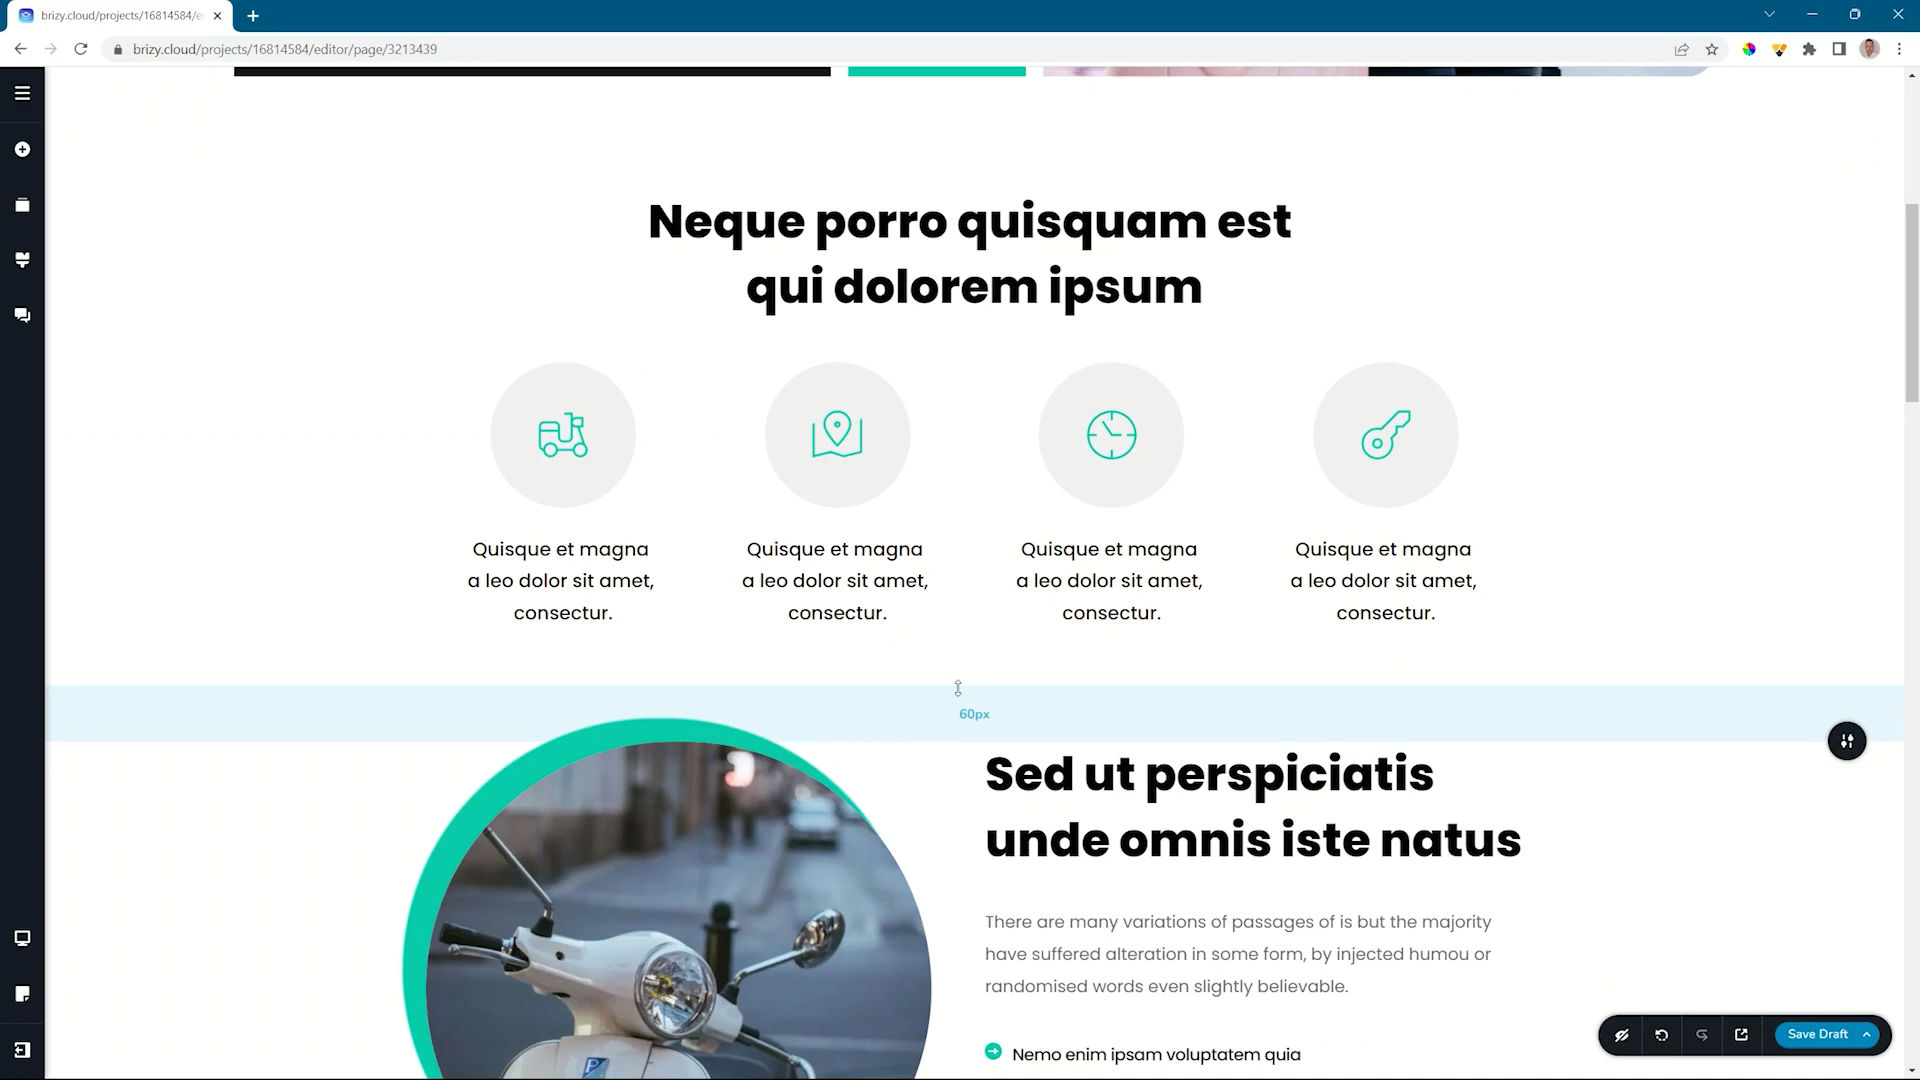 brizy.cloud/projects/16814584/e
brizy.cloud/projects/16814584/editor/page/3213439
Neque porro quisquam est
qui dolorem ipsum
Quisque et magna
a leo dolor sit amet,
consectur.
Quisque et magna
a leo dolor sit amet,
consectur.
Quisque et magna
a leo dolor sit amet,
consectur.
Quisque et magna
a leo dolor sit amet,
consectur.
60px
Sed ut perspiciatis
unde omnis iste natus
There are many variations of passages of is but the majority
have suffered alteration in some form, by injected humou or
randomised words even slightly believable.
Nemo enim ipsam voluptatem quia
Save Draft